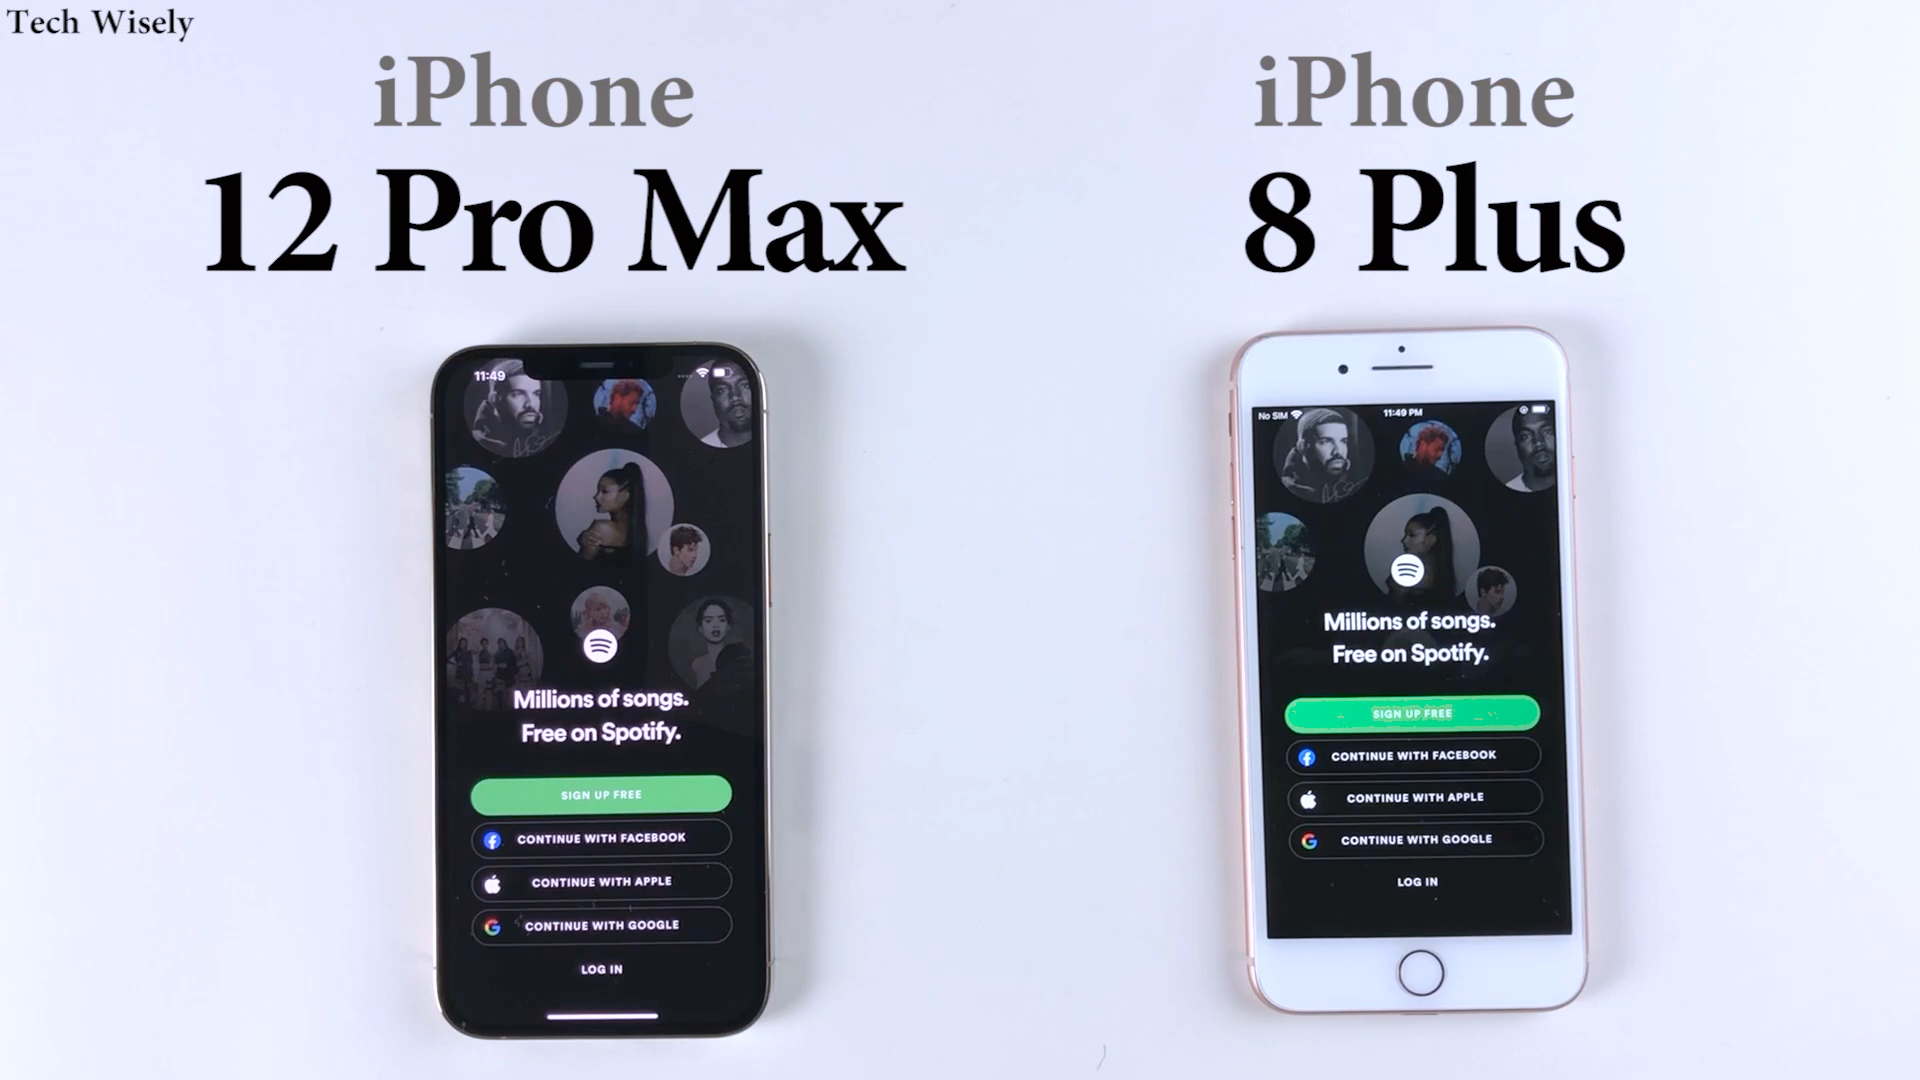 Tech Wisely
iPhone
12 Pro Max
iPhone
8 Plus
11:49
Millions of songs.
Free on Spotify.
SIGN UP FREE
CONTINUE WITH FACEBOOK
CONTINUE WITH APPLE
CONTINUE WITH GOOGLE
LOG IN
No SIM 11:49 PM
Millions of songs.
Free on Spotify.
SIGN UP FREE
CONTINUE WITH FACEBOOK
CONTINUE WITH APPLE
CONTINUE WITH GOOGLE
LOG IN